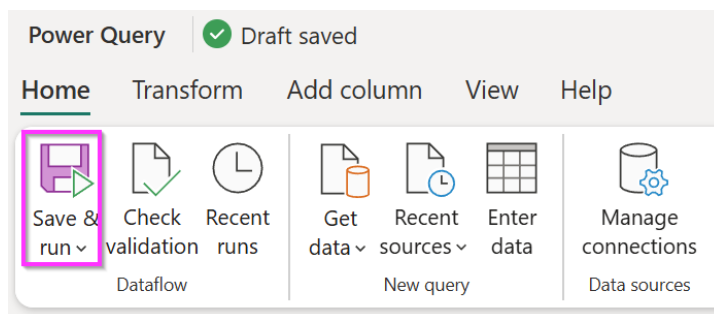 Power Query
Draft saved
Home Transform Add column View Help
Save & Check Recent Get Recent Enter Manage
run validation runs data sources data connections
Dataflow New query Data sources